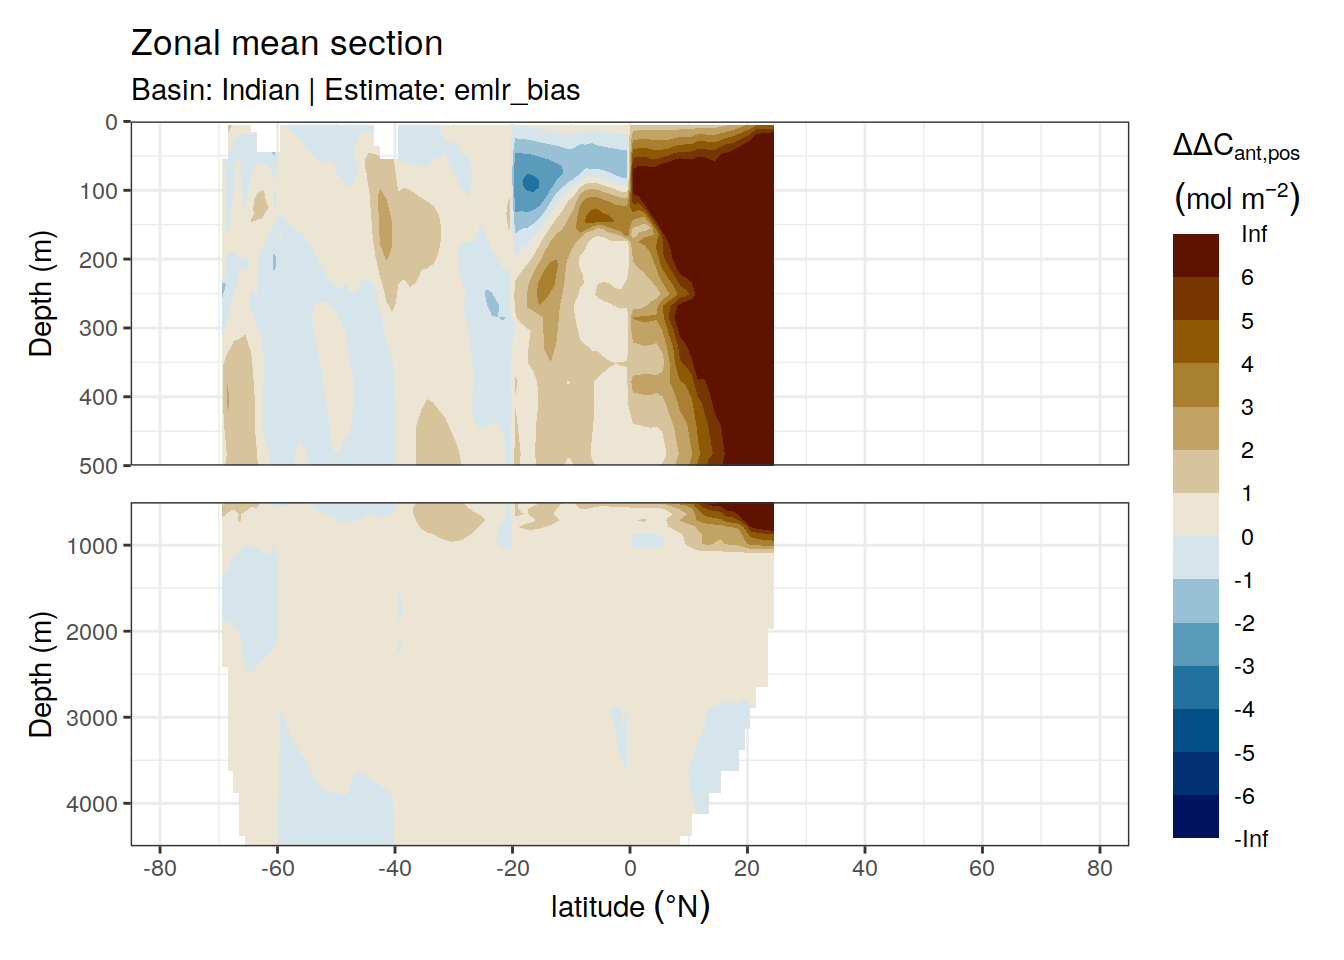 Zonal mean section
Basin: Indian | Estimate: emlr_bias
ΔΔC_ant,pos
(mol m⁻²)
Inf
6
5
4
3
2
1
0
-1
-2
-3
-4
-5
-6
-Inf
Depth (m)
0
100
200
300
400
500
Depth (m)
1000
2000
3000
4000
-80 -60 -40 -20 0 20 40 60 80
latitude (°N)